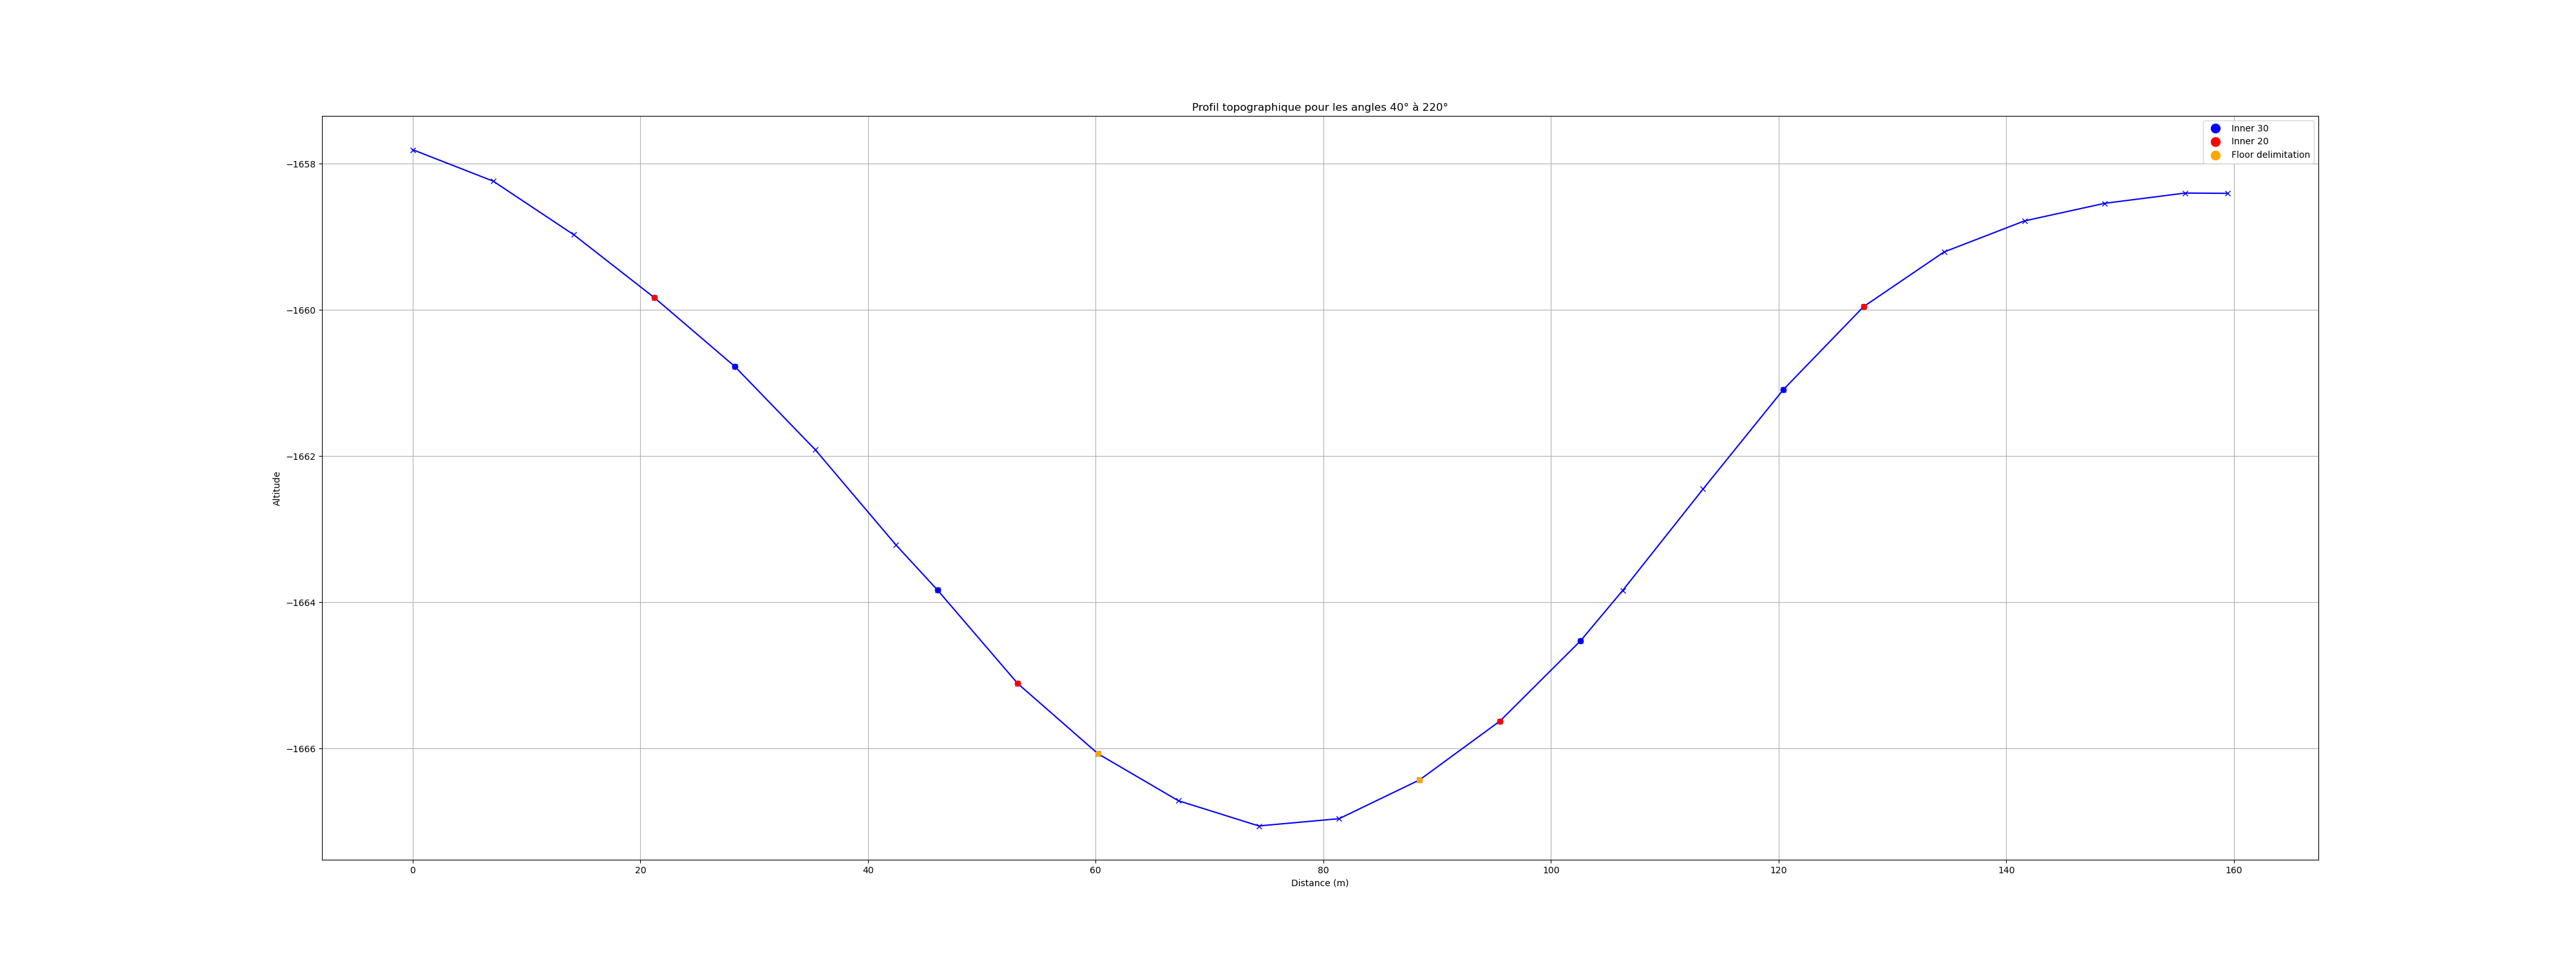 Profil topographique pour les angles 40° à 220°
Inner 30
Inner 20
Floor delimitation
−1658
−1660
−1662
−1664
−1666
Altitude
0 20 40 60 80 100 120 140 160
Distance (m)